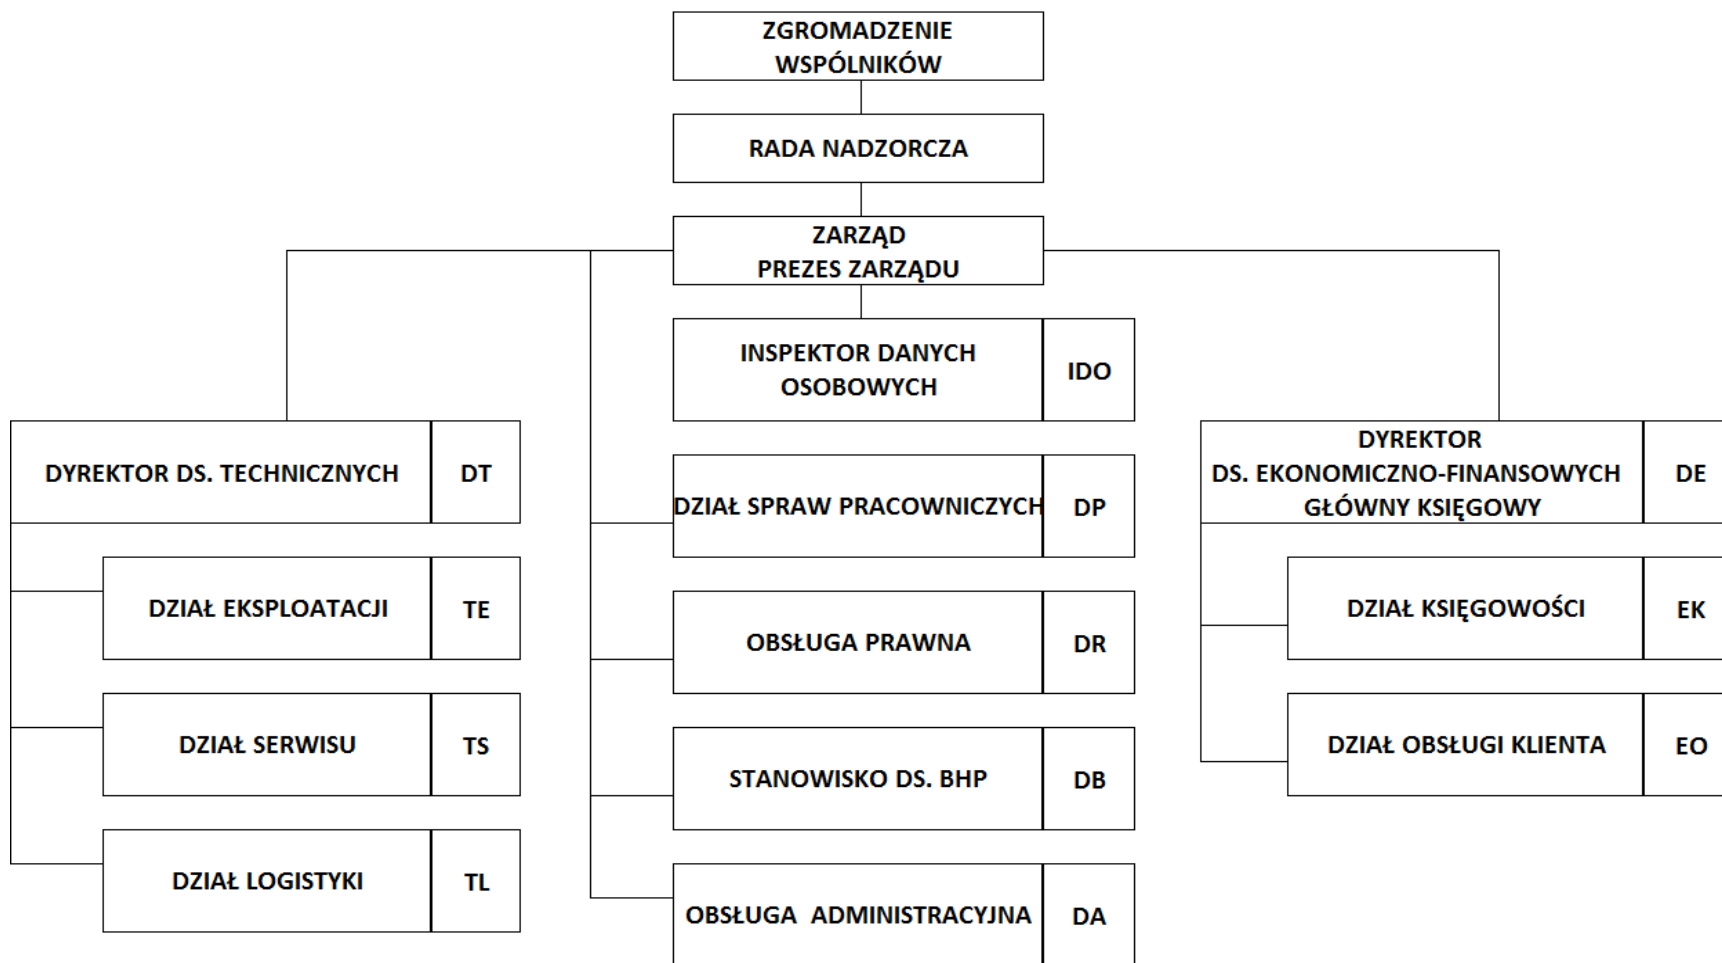 ZGROMADZENIE
WSPÓLNIKÓW
RADA NADZORCZA
ZARZĄD
PREZES ZARZĄDU
INSPEKTOR DANYCH
OSOBOWYCH
IDO
DYREKTOR DS. TECHNICZNYCH
DT
DZIAŁ EKSPLOATACJI
TE
DZIAŁ SERWISU
TS
DZIAŁ LOGISTYKI
TL
DZIAŁ SPRAW PRACOWNICZYCH
DP
OBSŁUGA PRAWNA
DR
STANOWISKO DS. BHP
DB
OBSŁUGA ADMINISTRACYJNA
DA
DYREKTOR
DS. EKONOMICZNO-FINANSOWYCH
GŁÓWNY KSIĘGOWY
DE
DZIAŁ KSIĘGOWOŚCI
EK
DZIAŁ OBSŁUGI KLIENTA
EO